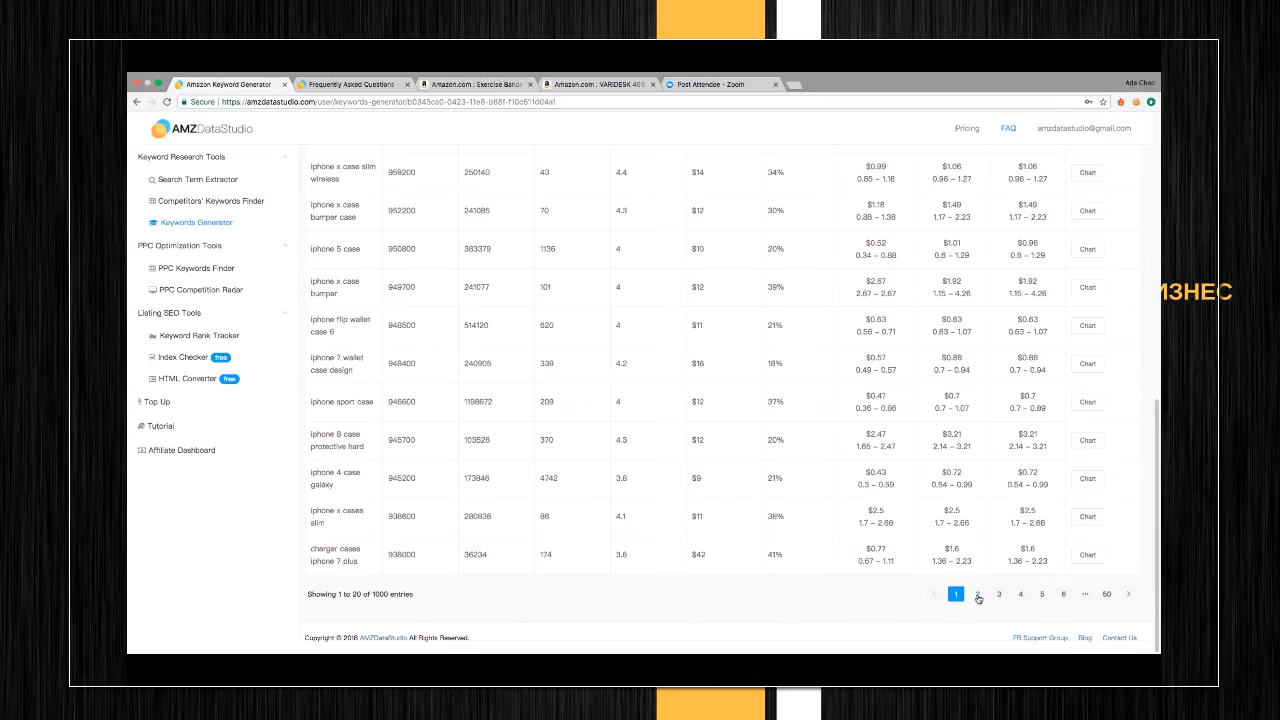 Amazon Keyword Generator
Frequently Asked Questions -
Amazon.com : Exercise Bands
Amazon.com : VARIDESK 469
Post Attendee - Zoom
Ada Chao
Secure https://amzdatastudio.com/user/keywords-generator/b0343ca0-0423-11e8-b88f-f10c611d04a1
AMZDataStudio
Pricing
FAQ
amzdatastudio@gmail.com
Keyword Research Tools
Search Term Extractor
Competitors' Keywords Finder
Keywords Generator
PPC Optimization Tools
PPC Keywords Finder
PPC Competition Radar
Listing SEO Tools
Keyword Rank Tracker
Index Checker free
HTML Converter free
Top Up
Tutorial
Affiliate Dashboard
iphone x case slim wireless 959200 250140 43 4.4 $14 34% $0.99 0.85 – 1.18 $1.06 0.96 – 1.27 $1.06 0.96 – 1.27 Chart
iphone x case bumper case 952200 241085 70 4.3 $12 30% $1.18 0.88 – 1.38 $1.49 1.17 – 2.23 $1.49 1.17 – 2.23 Chart
iphone 5 case 950800 383379 1136 4 $10 20% $0.52 0.34 – 0.88 $1.01 0.6 – 1.29 $0.96 0.6 – 1.29 Chart
iphone x case bumper 949700 241077 101 4 $12 39% $2.67 2.67 – 2.67 $1.92 1.15 – 4.26 $1.92 1.15 – 4.26 Chart
iphone flip wallet case 6 948500 514120 620 4 $11 21% $0.63 0.56 – 0.71 $0.63 0.63 – 1.07 $0.63 0.63 – 1.07 Chart
iphone 7 wallet case design 948400 240905 339 4.2 $16 18% $0.57 0.49 – 0.57 $0.86 0.7 – 0.94 $0.86 0.7 – 0.94 Chart
iphone sport case 946600 1198672 209 4 $12 37% $0.47 0.36 – 0.86 $0.7 0.7 – 1.07 $0.7 0.7 – 0.89 Chart
iphone 8 case protective hard 945700 103526 370 4.3 $12 20% $2.47 1.65 – 2.47 $3.21 2.14 – 3.21 $3.21 2.14 – 3.21 Chart
iphone 4 case galaxy 945200 173846 4742 3.8 $9 21% $0.43 0.3 – 0.59 $0.72 0.54 – 0.99 $0.72 0.54 – 0.99 Chart
iphone x cases slim 938600 280836 86 4.1 $11 38% $2.5 1.7 – 2.66 $2.5 1.7 – 2.66 $2.5 1.7 – 2.66 Chart
charger cases iphone 7 plus 938000 36234 174 3.6 $42 41% $0.77 0.67 – 1.11 $1.6 1.36 – 2.23 $1.6 1.36 – 2.23 Chart
Showing 1 to 20 of 1000 entries
1 2 3 4 5 6 ••• 50
Copyright © 2018 AMZDataStudio All Rights Reserved.
FB Support Group Blog Contact Us
ИЗНЕС